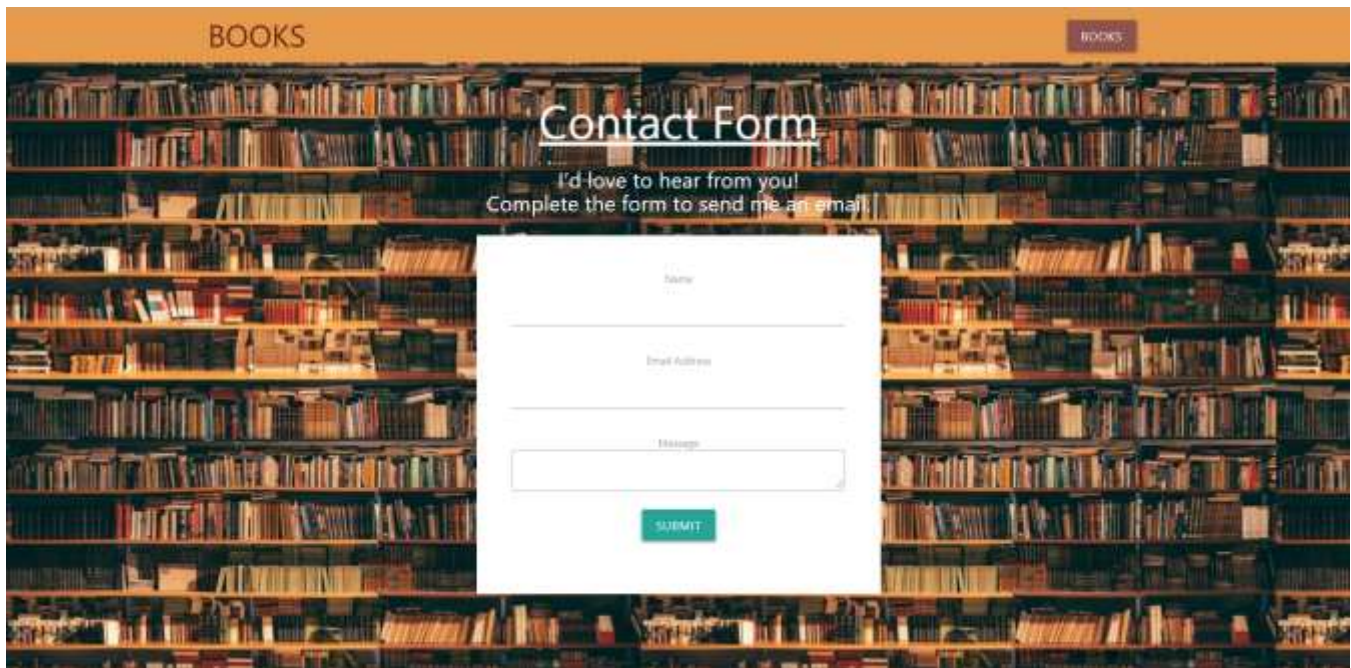 BOOKS
BOOKS
Contact Form
I'd love to hear from you!
Complete the form to send me an email.
Name
Email Address
Message
SUBMIT